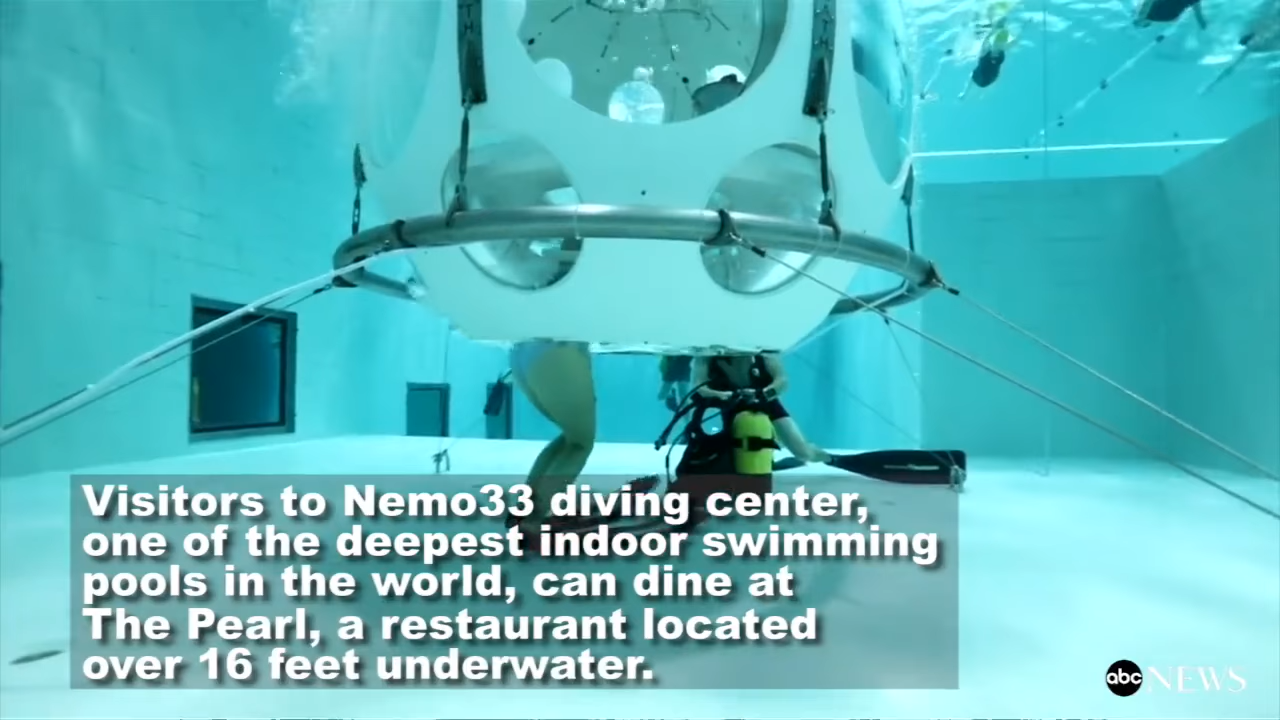 Visitors to Nemo33 diving center,
one of the deepest indoor swimming
pools in the world, can dine at
The Pearl, a restaurant located
over 16 feet underwater.
abc NEWS